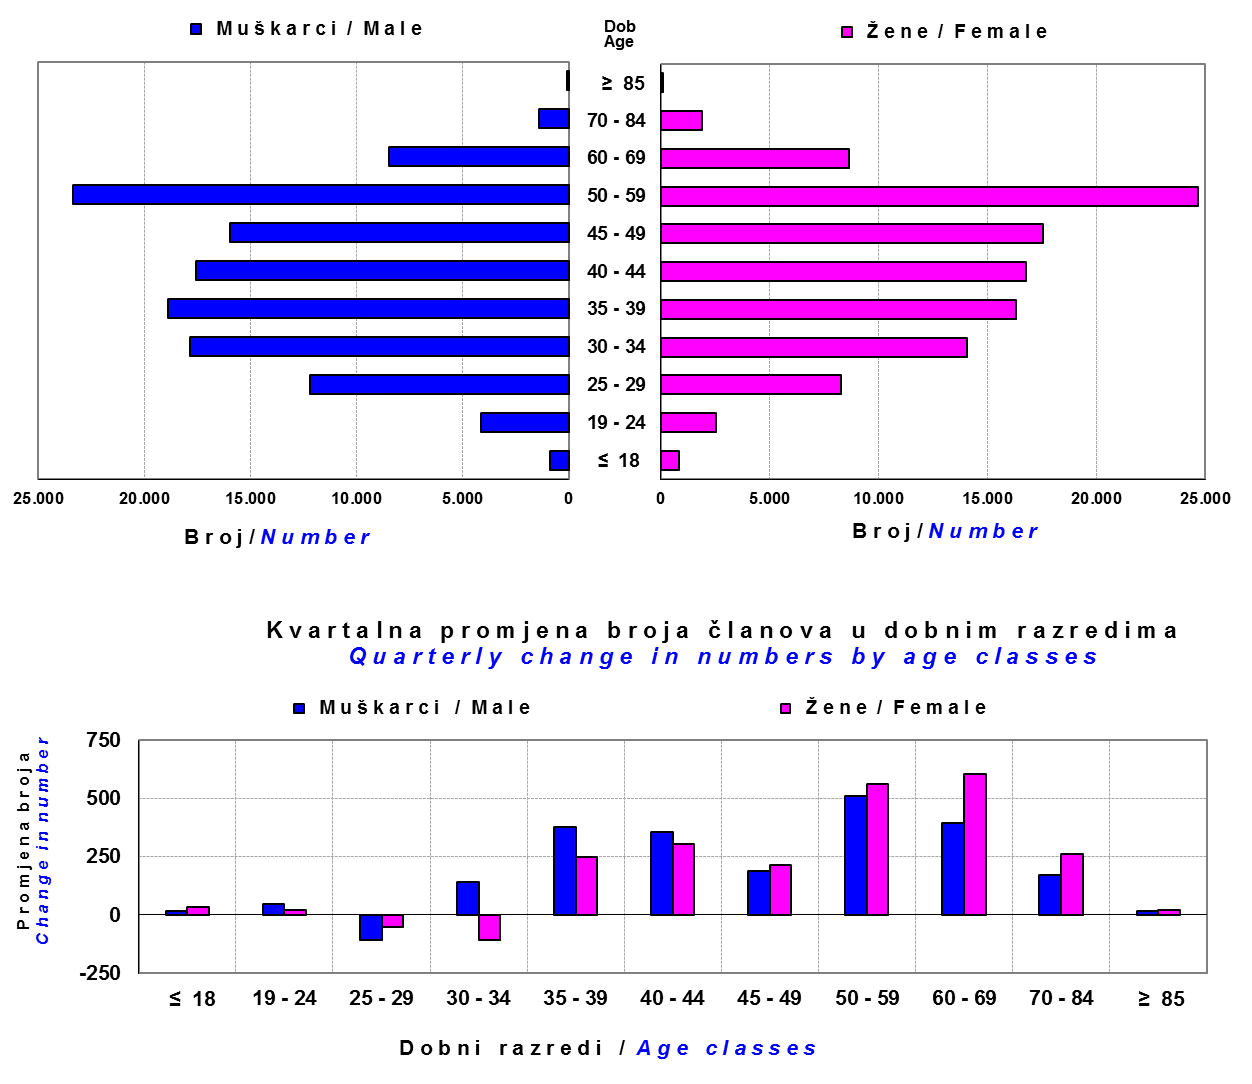 Muškarci / Male
Dob
Age
Žene / Female
≥ 85
70 - 84
60 - 69
50 - 59
45 - 49
40 - 44
35 - 39
30 - 34
25 - 29
19 - 24
≤ 18
25.000 20.000 15.000 10.000 5.000 0
0 5.000 10.000 15.000 20.000 25.000
Broj/Number
Broj/Number
Kvartalna promjena broja članova u dobnim razredima
Quarterly change in numbers by age classes
Muškarci / Male
Žene / Female
Promjena broja
Change in number
750
500
250
0
-250
≤ 18 19 - 24 25 - 29 30 - 34 35 - 39 40 - 44 45 - 49 50 - 59 60 - 69 70 - 84 ≥ 85
Dobni razredi / Age classes